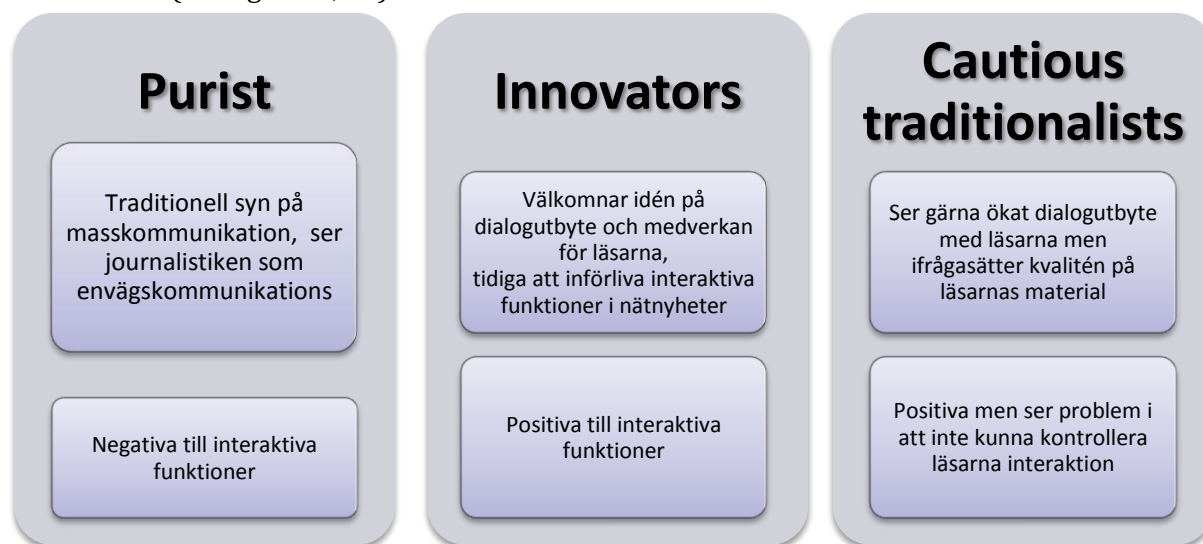 Purist
Traditionell syn på
masskommunikation, ser
journalistiken som
envägskommunikations
Negativa till interaktiva
funktioner
Innovators
Välkomnar idén på
dialogutbyte och medverkan
för läsarna,
tidiga att införliva interaktiva
funktioner i nätnyheter
Positiva till interaktiva
funktioner
Cautious
traditionalists
Ser gärna ökat dialogutbyte
med läsarna men
ifrågasätter kvalitén på
läsarnas material
Positiva men ser problem i
att inte kunna kontrollera
läsarna interaktion